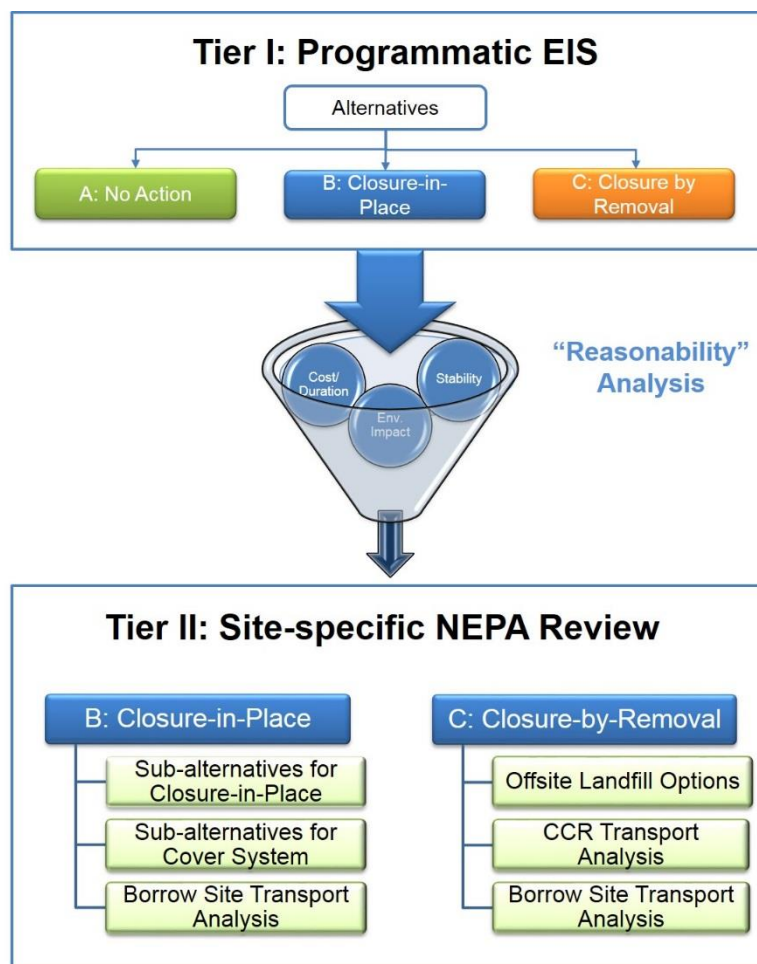 Tier I: Programmatic EIS
Alternatives
A: No Action
B: Closure-in-
Place
C: Closure by
Removal
“Reasonability”
Analysis
Cost/
Duration
Stability
Env.
Impact
Tier II: Site-specific NEPA Review
B: Closure-in-Place
Sub-alternatives for
Closure-in-Place
Sub-alternatives for
Cover System
Borrow Site Transport
Analysis
C: Closure-by-Removal
Offsite Landfill Options
CCR Transport
Analysis
Borrow Site Transport
Analysis